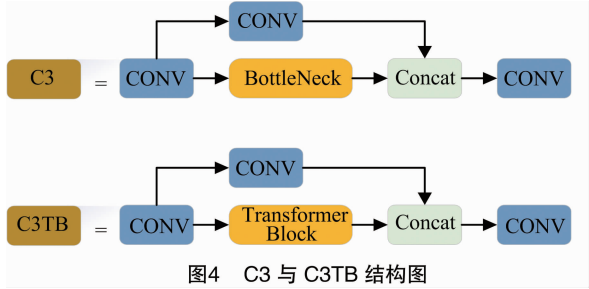 CONV
C3 = CONV BottleNeck Concat CONV
CONV
C3TB = CONV Transformer Block Concat CONV
图4 C3 与 C3TB 结构图